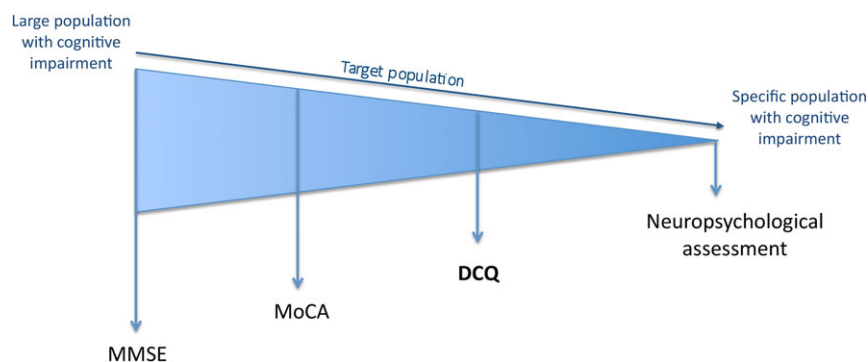 Large population
with cognitive
impairment
Target population
Specific population
with cognitive
impairment
Neuropsychological
assessment
DCQ
MoCA
MMSE